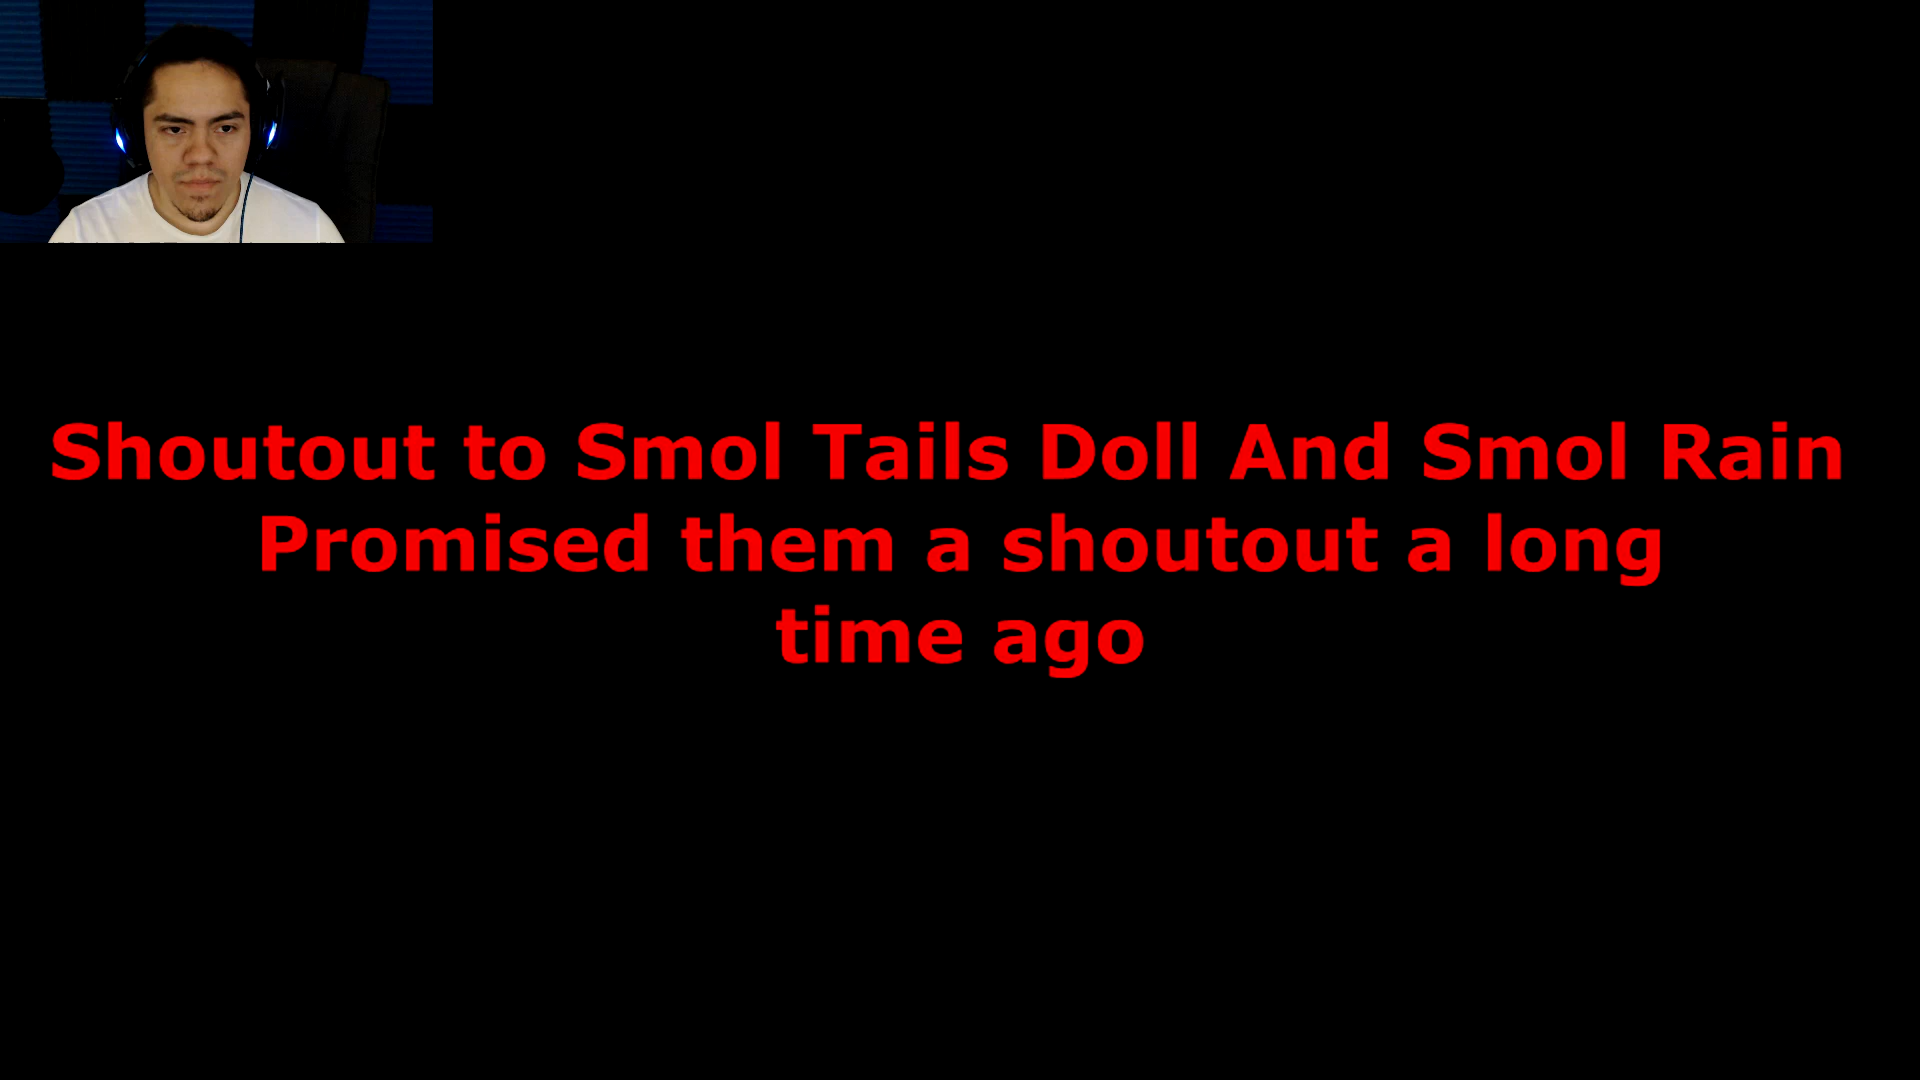 Shoutout to Smol Tails Doll And Smol Rain
Promised them a shoutout a long
time ago